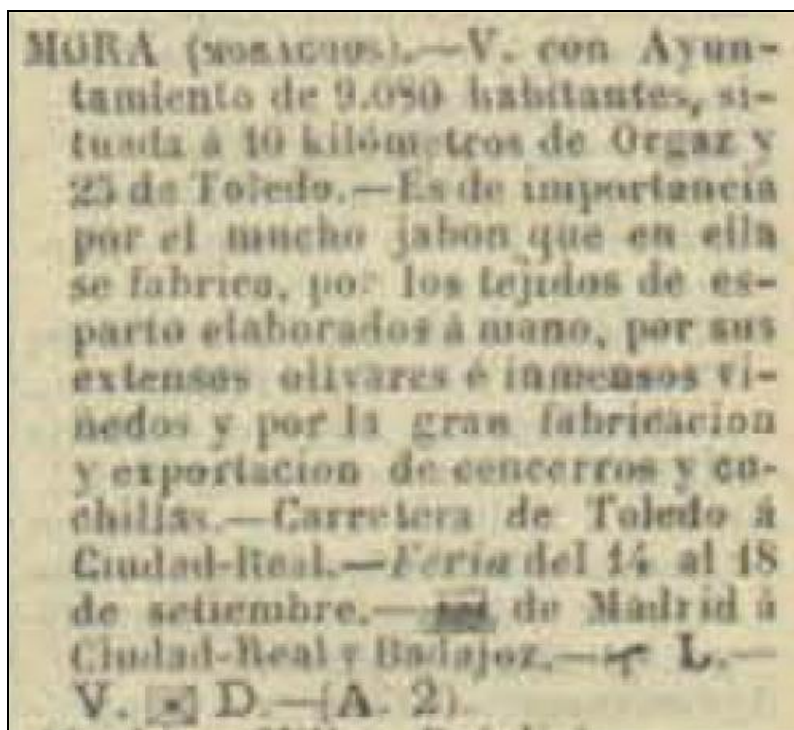 MORA (MORACHOS).—V. con Ayun-
tamiento de 9.080 habitantes, si-
tuada á 10 kilómetros de Orgaz y
25 de Toledo.—Es de importancia
por el mucho jabon que en ella
se fabrica, por los tejidos de es-
parto elaborados á mano, por sus
extensos olivares é inmensos vi-
ñedos y por la gran fabricacion
y exportacion de cencerros y cu-
chillas.—Carretera de Toledo á
Ciudad-Real.—Feria del 14 al 18
de setiembre.— de Madrid á
Ciudad-Real y Badajoz.— L.—
V. D.—(A. 2).